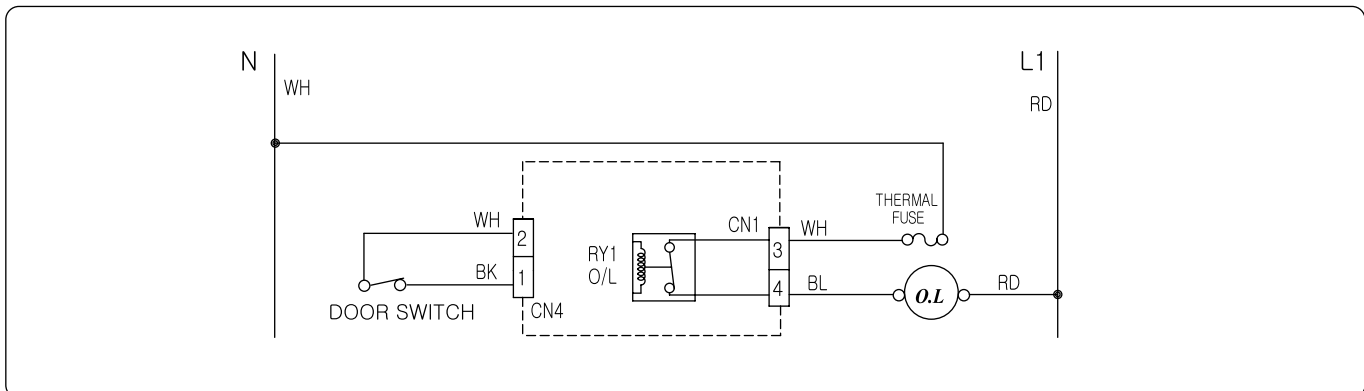 N
L1
WH
RD
THERMAL
FUSE
WH
2
CN1
3
WH
RY1
O/L
BK
1
4
BL
O.L
RD
DOOR SWITCH
CN4